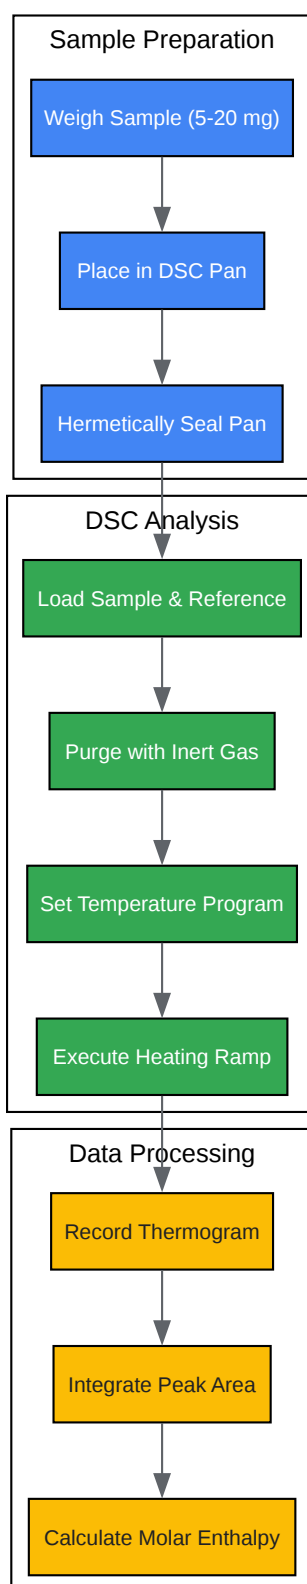 Sample Preparation
Weigh Sample (5-20 mg)
Place in DSC Pan
Hermetically Seal Pan
DSC Analysis
Load Sample & Reference
Purge with Inert Gas
Set Temperature Program
Execute Heating Ramp
Data Processing
Record Thermogram
Integrate Peak Area
Calculate Molar Enthalpy